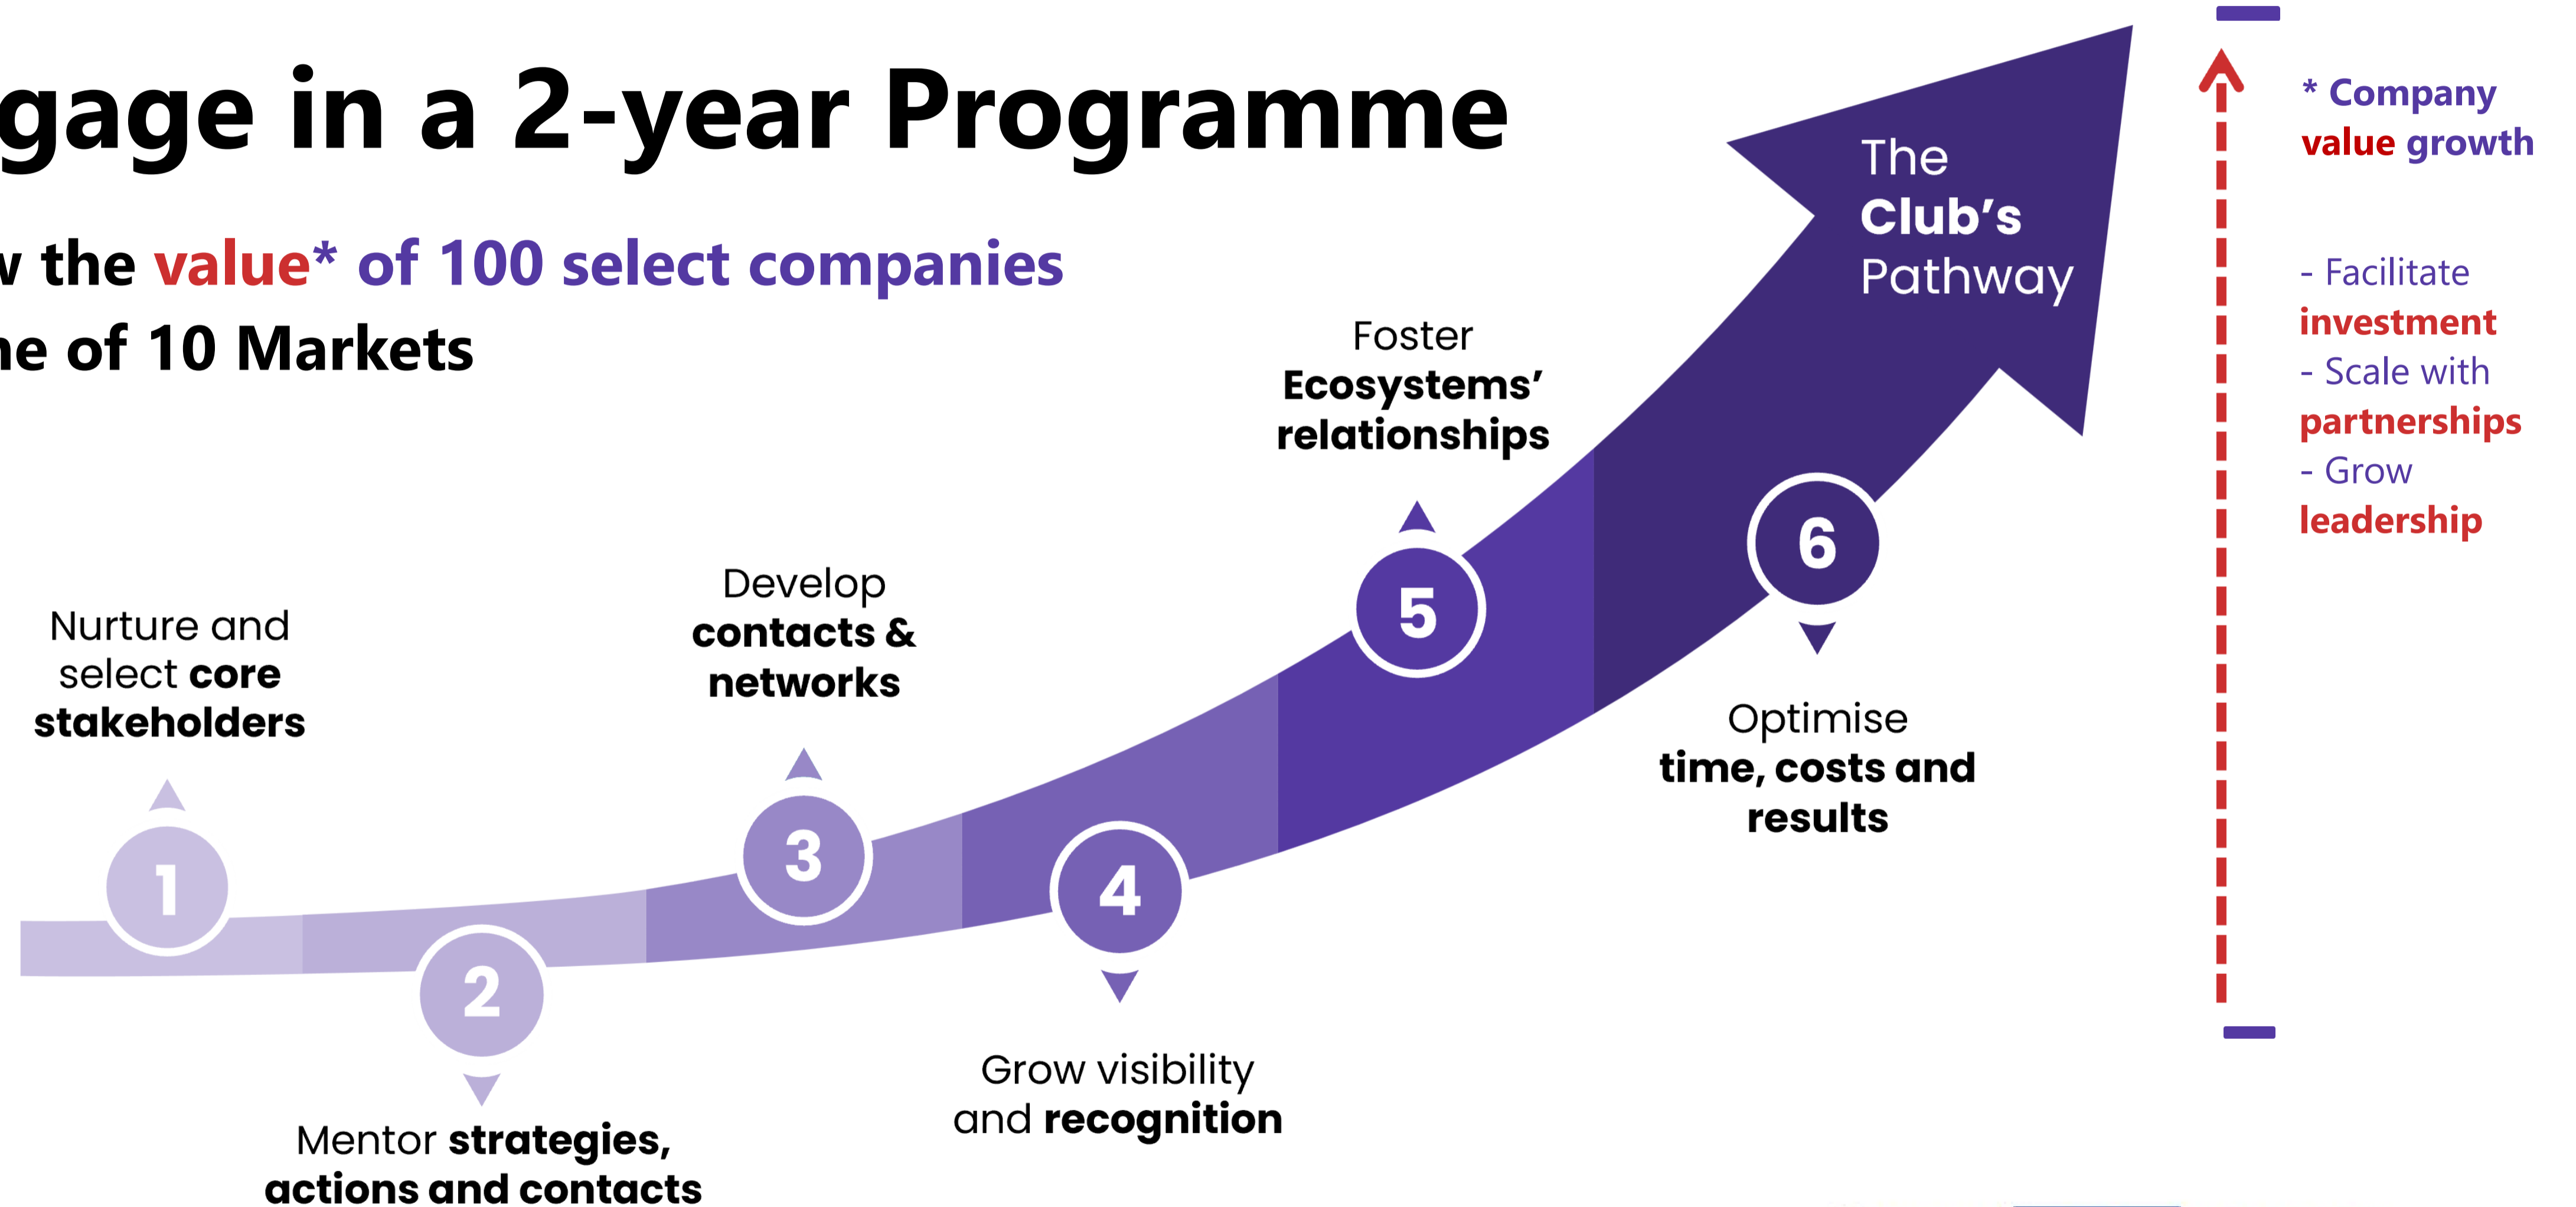 gage in a 2-year Programme
w the value* of 100 select companies
ne of 10 Markets
Nurture and
select core
stakeholders
1
2
Mentor strategies,
actions and contacts
Develop
contacts &
networks
3
4
Grow visibility
and recognition
Foster
Ecosystems’
relationships
5
6
Optimise
time, costs and
results
The
Club’s
Pathway
* Company
value growth
- Facilitate
investment
- Scale with
partnerships
- Grow
leadership